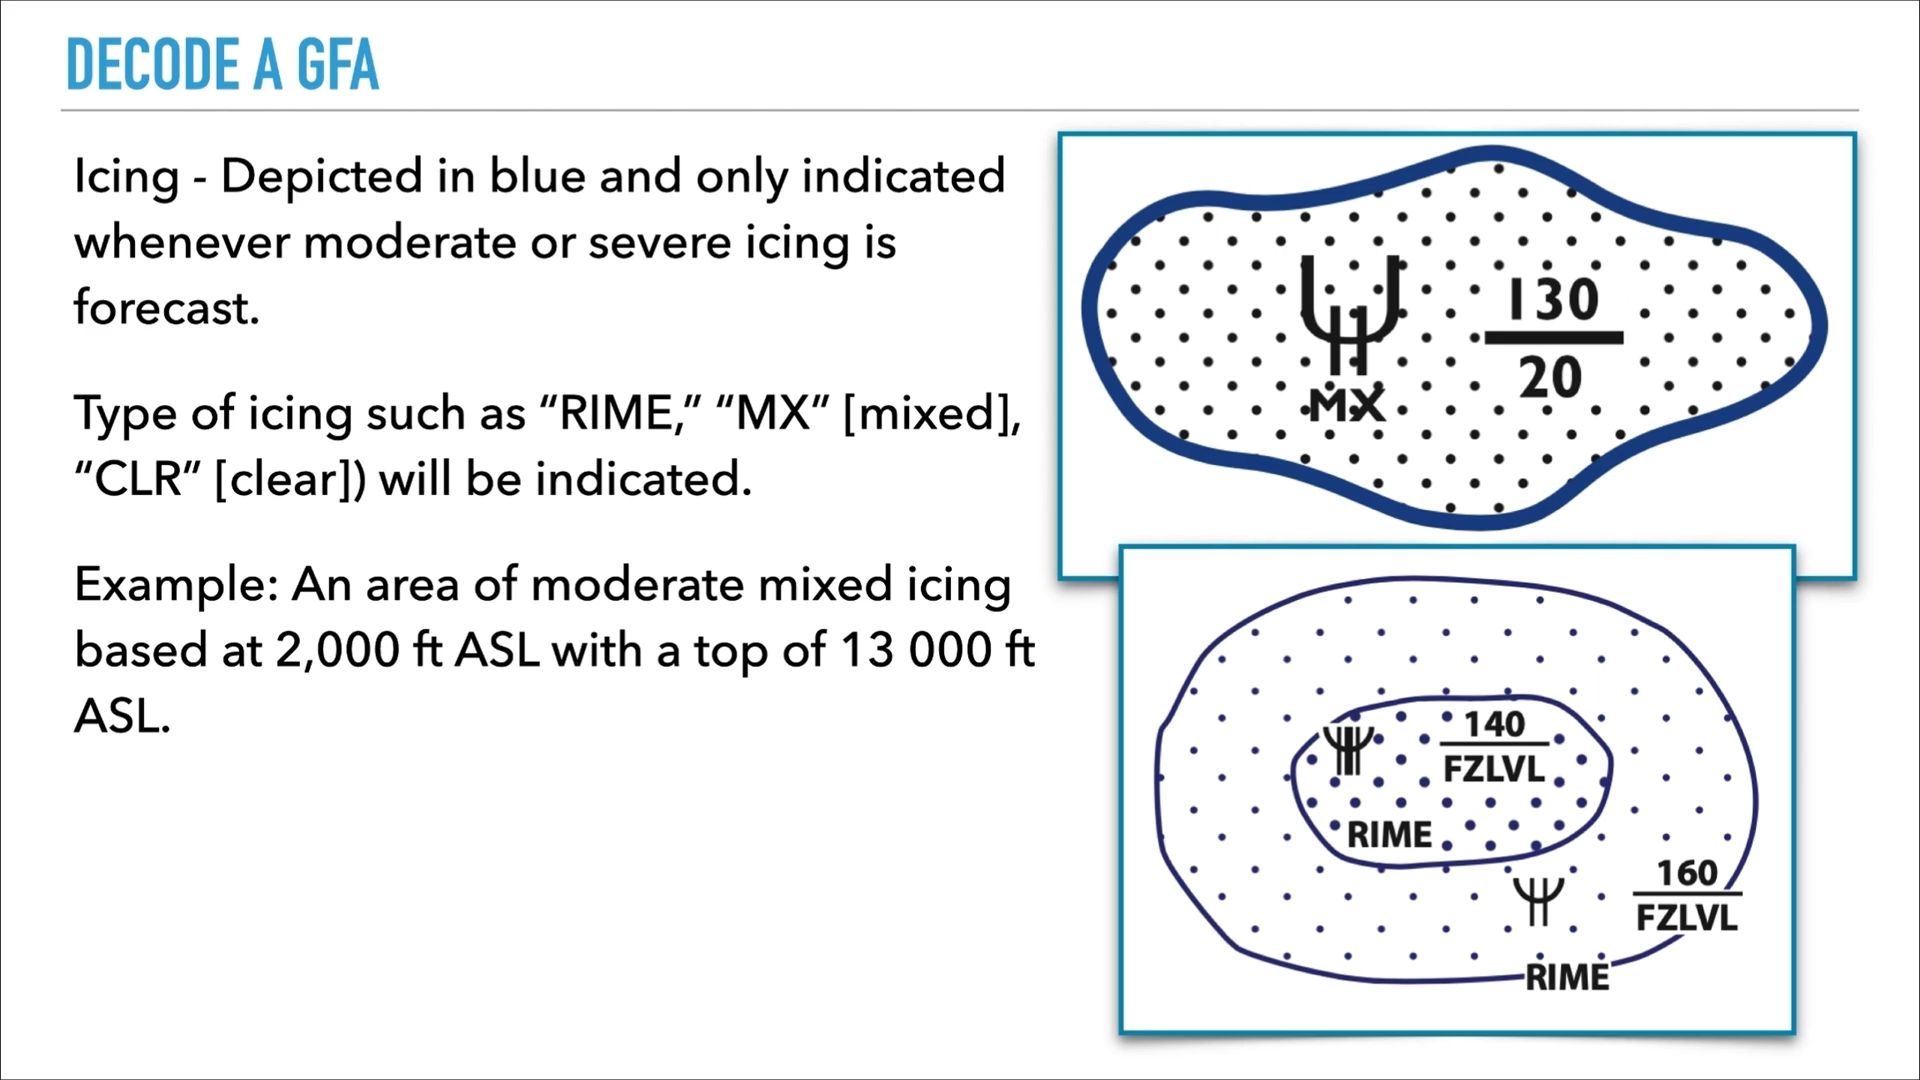 DECODE A GFA
Icing - Depicted in blue and only indicated
whenever moderate or severe icing is
forecast.
Type of icing such as “RIME,” “MX” [mixed],
“CLR” [clear]) will be indicated.
Example: An area of moderate mixed icing
based at 2,000 ft ASL with a top of 13 000 ft
ASL.
130
20
MX
140
FZLVL
RIME
160
FZLVL
RIME